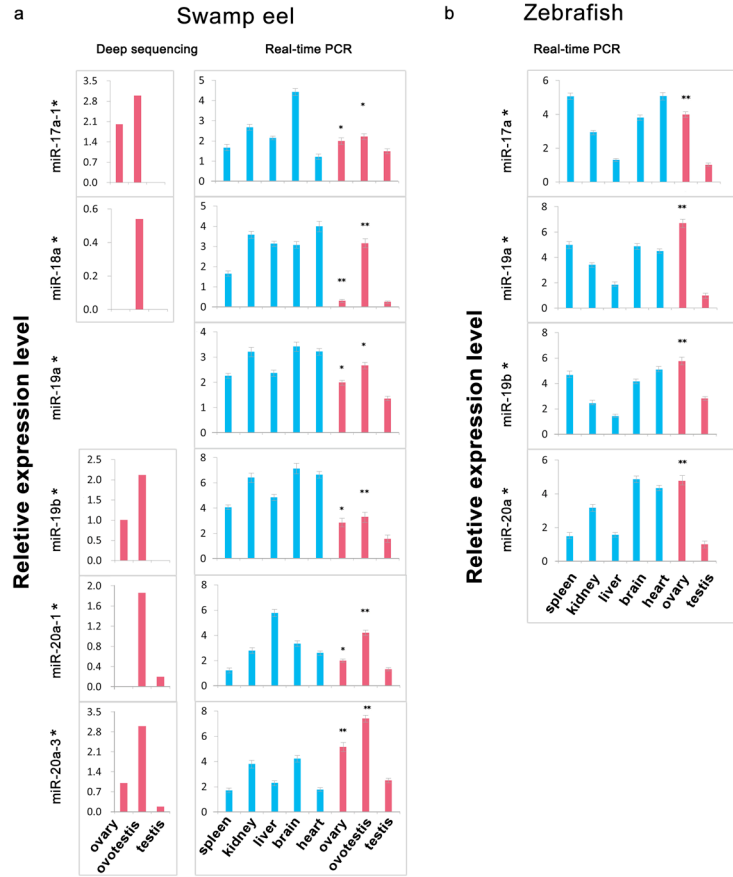 a Swamp eel b Zebrafish
Deep sequencing Real-time PCR Real-time PCR
Reletive expression level
miR-17a-1*
3.5
2.8
2.1
1.4
0.7
0.0
5
4
3
2
1
0
* *
miR-18a*
0.6
0.4
0.2
0.0
5
4
3
2
1
0
** **
miR-19a*
4
3
2
1
0
* *
miR-19b*
2.5
2.0
1.5
1.0
0.5
0.0
8
6
4
2
0
* **
miR-20a-1*
2.0
1.6
1.2
0.8
0.4
0.0
8
6
4
2
0
* **
miR-20a-3*
3.5
2.8
2.1
1.4
0.7
0.0
8
6
4
2
0
** **
ovary
ovotestis
testis
spleen
kidney
liver
brain
heart
ovary
ovotestis
testis
Reletive expression level
miR-17a*
6
4
2
0
**
miR-19a*
8
6
4
2
0
**
miR-19b*
8
6
4
2
0
**
miR-20a*
6
4
2
0
**
spleen
kidney
liver
brain
heart
ovary
testis